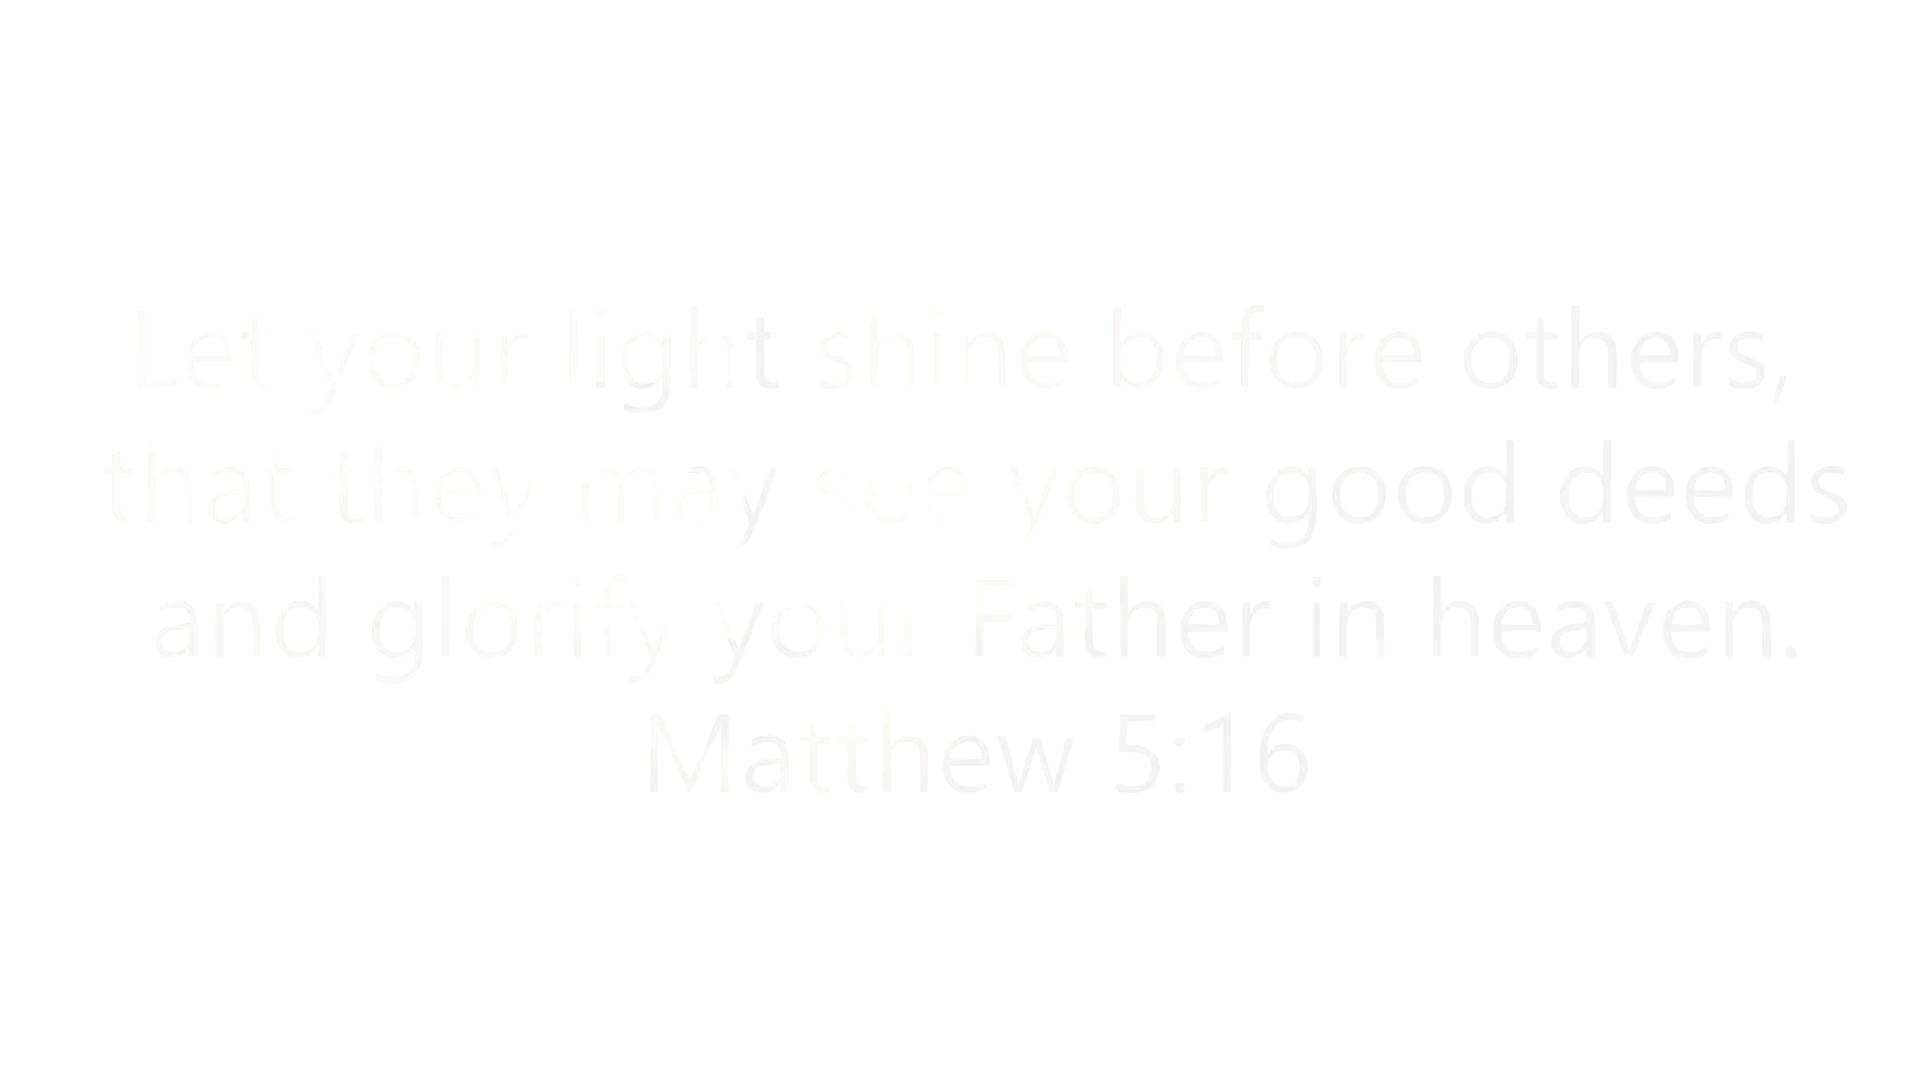 Let your light shine before others,
that they may see your good deeds
and glorify your Father in heaven.
Matthew 5:16